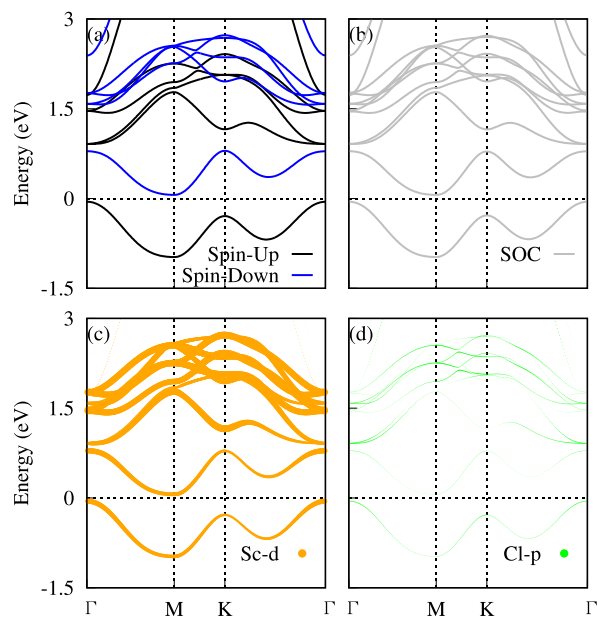 3
(a)
(b)
1.5
0
-1.5
Energy (eV)
Spin-Up
Spin-Down
SOC
3
(c)
(d)
1.5
0
-1.5
Energy (eV)
Sc-d
Cl-p
Γ M K Γ Γ M K Γ